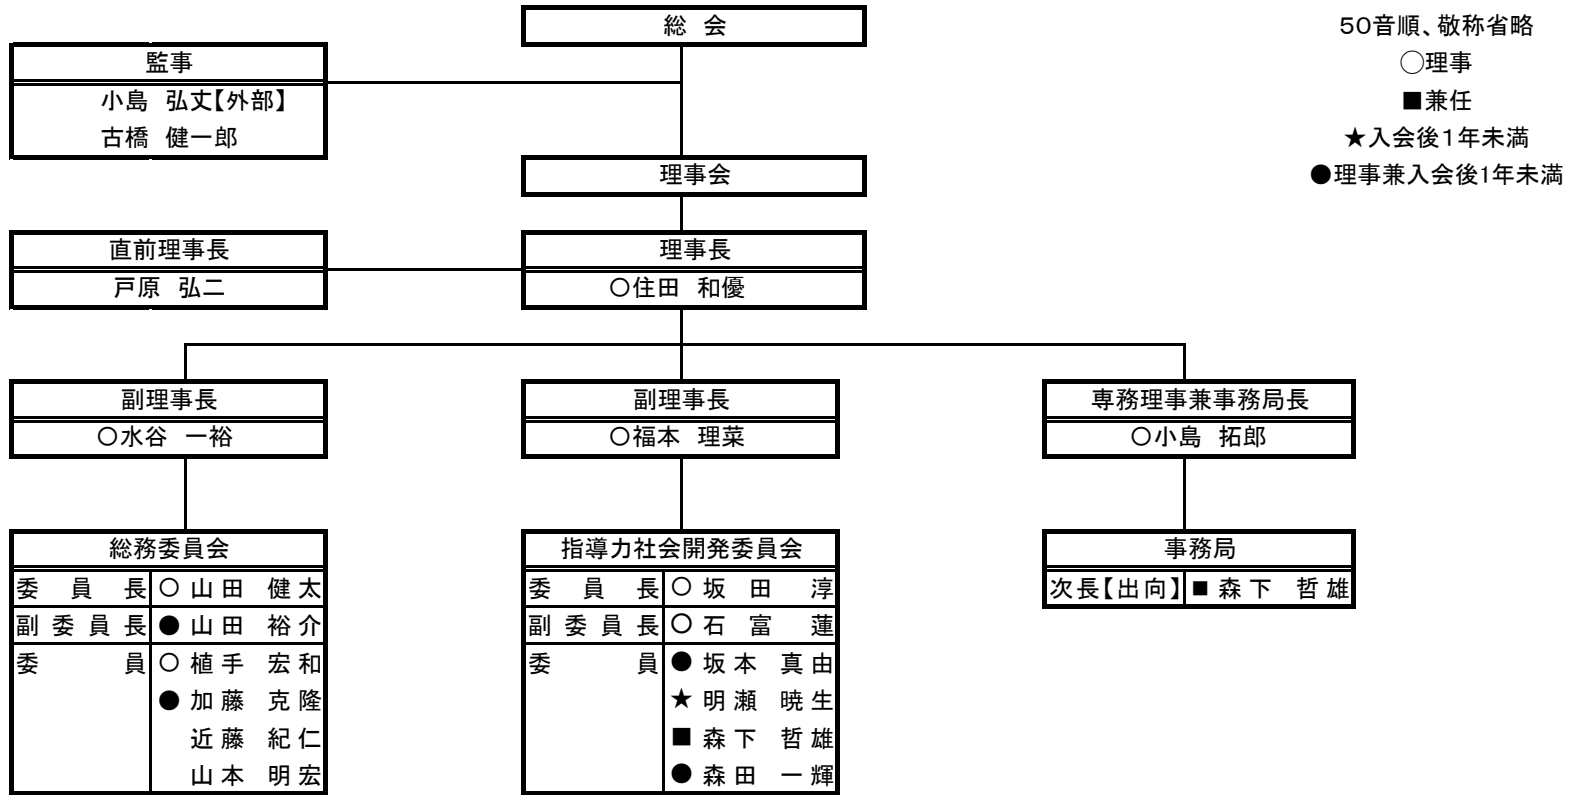 総 会
50音順、敬称省略
◯理事
■兼任
★入会後1年未満
●理事兼入会後1年未満
監事
小島 弘丈【外部】
古橋 健一郎
理事会
直前理事長
戸原 弘二
理事長
○住田 和優
副理事長
○水谷 一裕
副理事長
○福本 理菜
専務理事兼事務局長
○小島 拓郎
総務委員会
委員長 ○山田 健太
副委員長 ●山田 裕介
委員 ○植手 宏和
●加藤 克隆
近藤 紀仁
山本 明宏
指導力社会開発委員会
委員長 ○坂田 淳
副委員長 ○石富 蓮
委員 ●坂本 真由
★明瀬 暁生
■森下 哲雄
●森田 一輝
事務局
次長【出向】 ■森下 哲雄